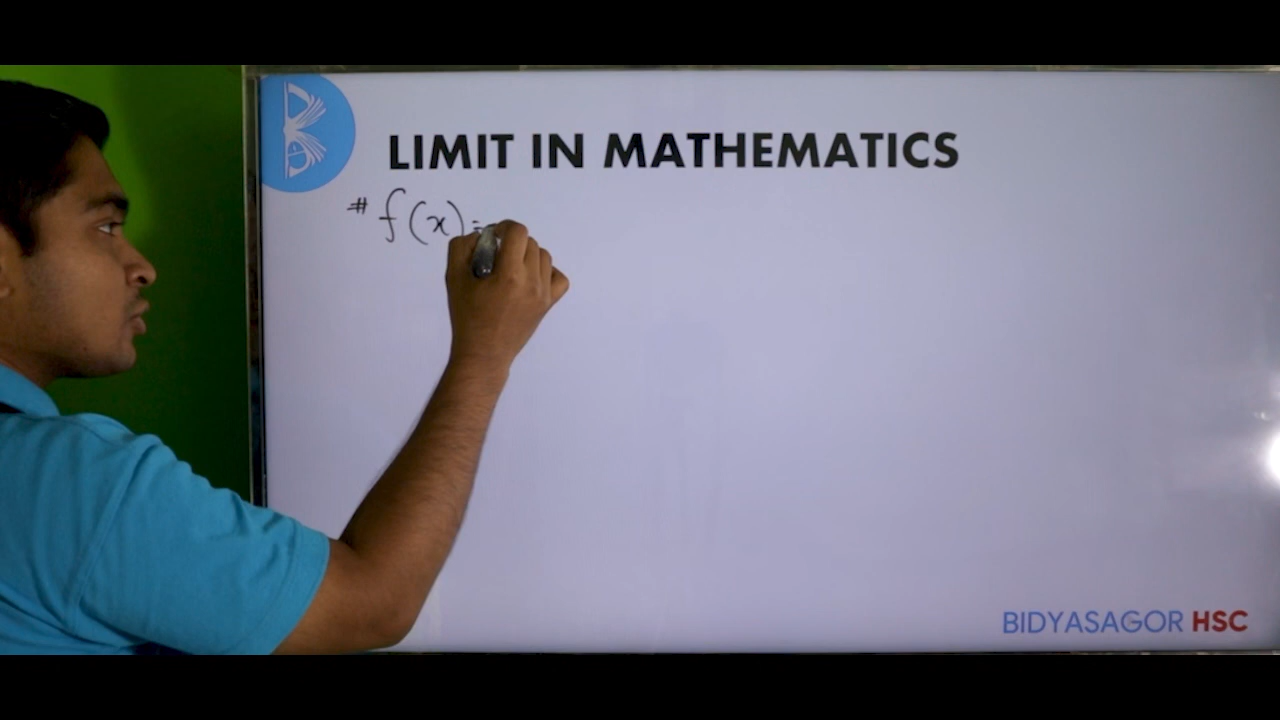 LIMIT IN MATHEMATICS
# f(x) =
BIDYASAGOR HSC